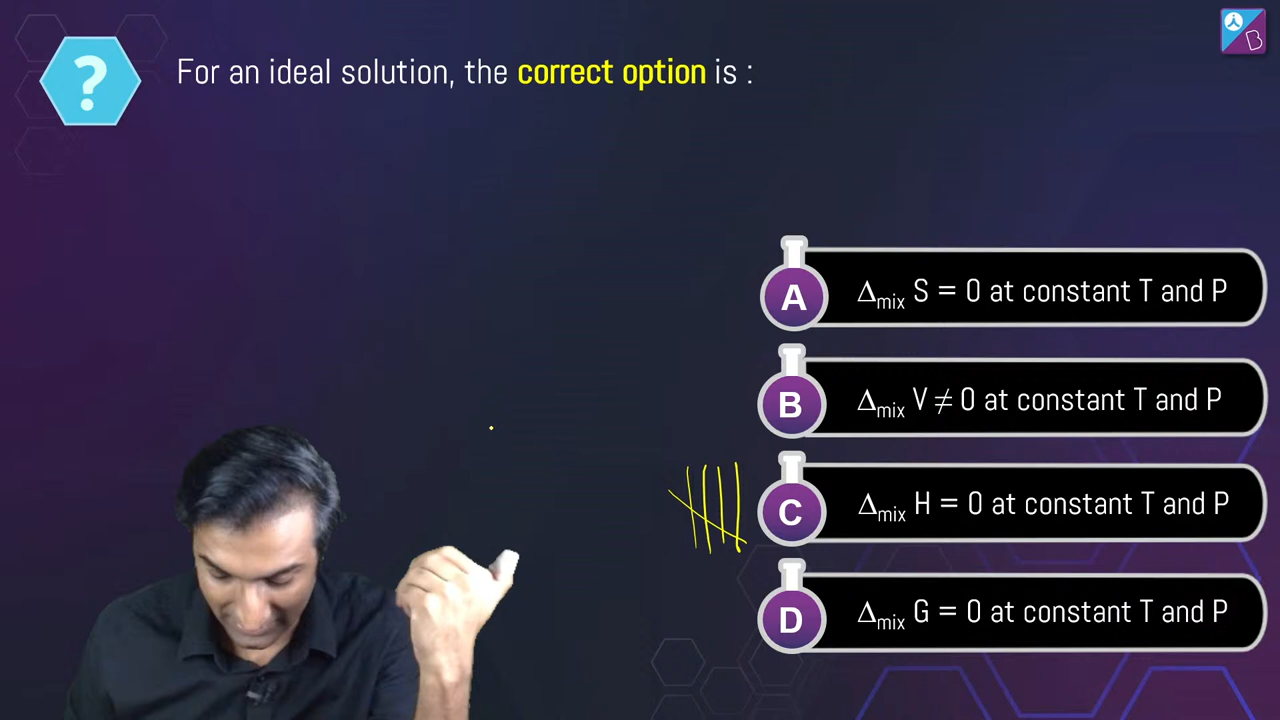 ?
For an ideal solution, the correct option is :
B
A Δmix S = 0 at constant T and P
B Δmix V ≠ 0 at constant T and P
C Δmix H = 0 at constant T and P
D Δmix G = 0 at constant T and P